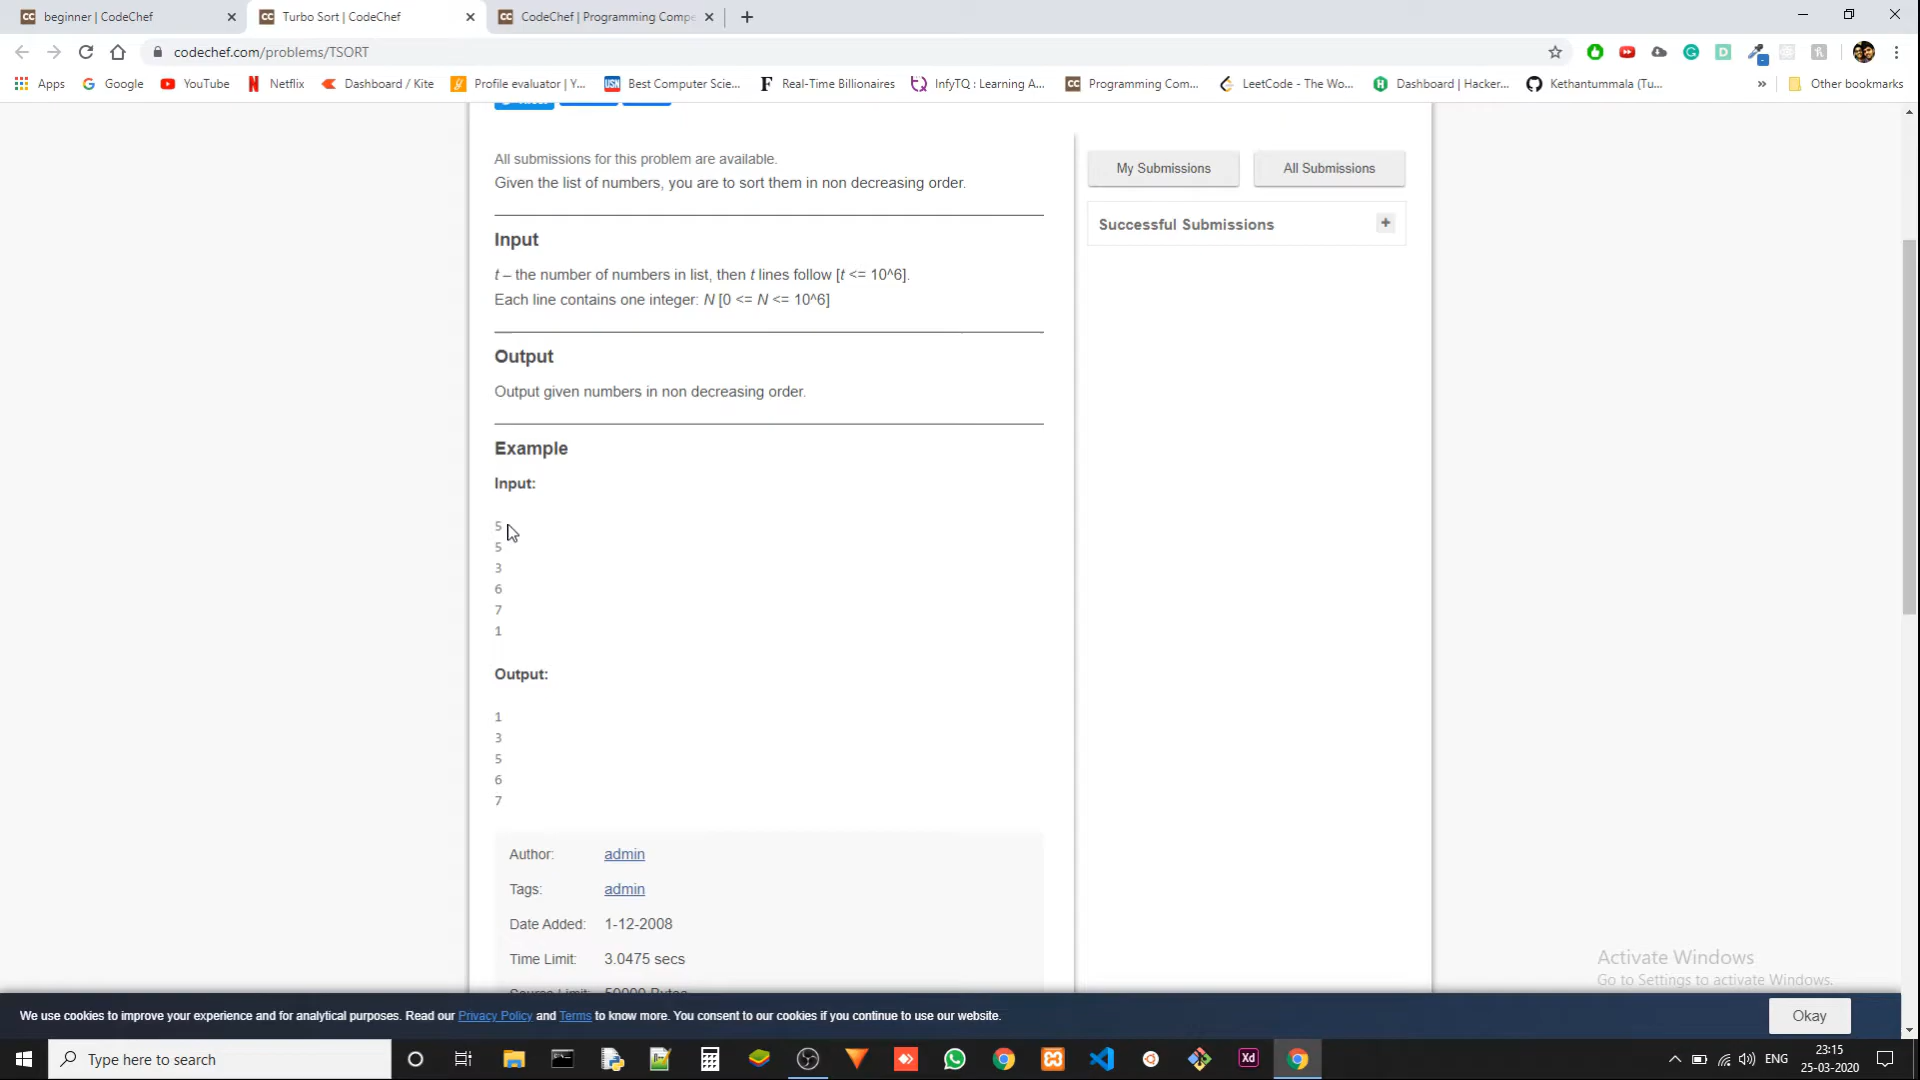 beginner | CodeChef
Turbo Sort | CodeChef
CodeChef | Programming Compe
codechef.com/problems/TSORT
Apps
Google
YouTube
Netflix
Dashboard / Kite
Profile evaluator | Y...
Best Computer Scie...
Real-Time Billionaires
InfyTQ : Learning A...
Programming Com...
LeetCode - The Wo...
Dashboard | Hacker...
Kethantummala (Tu...
»
Other bookmarks
All submissions for this problem are available.
Given the list of numbers, you are to sort them in non decreasing order.
My Submissions
All Submissions
Successful Submissions
+
Input
t – the number of numbers in list, then t lines follow [t <= 10^6].
Each line contains one integer: N [0 <= N <= 10^6]
Output
Output given numbers in non decreasing order.
Example
Input:
5
5
3
6
7
1
Output:
1
3
5
6
7
Author: admin
Tags: admin
Date Added: 1-12-2008
Time Limit: 3.0475 secs
Source Limit: 50000 Bytes
Activate Windows
Go to Settings to activate Windows.
We use cookies to improve your experience and for analytical purposes. Read our Privacy Policy and Terms to know more. You consent to our cookies if you continue to use our website.
Okay
Type here to search
Xd
ENG
23:15
25-03-2020